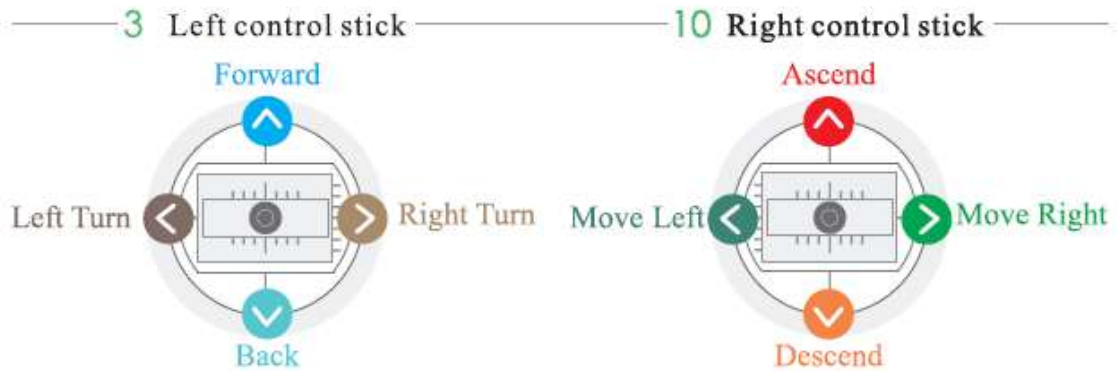 3 Left control stick
10 Right control stick
Forward
Ascend
Left Turn
Right Turn
Move Left
Move Right
Back
Descend